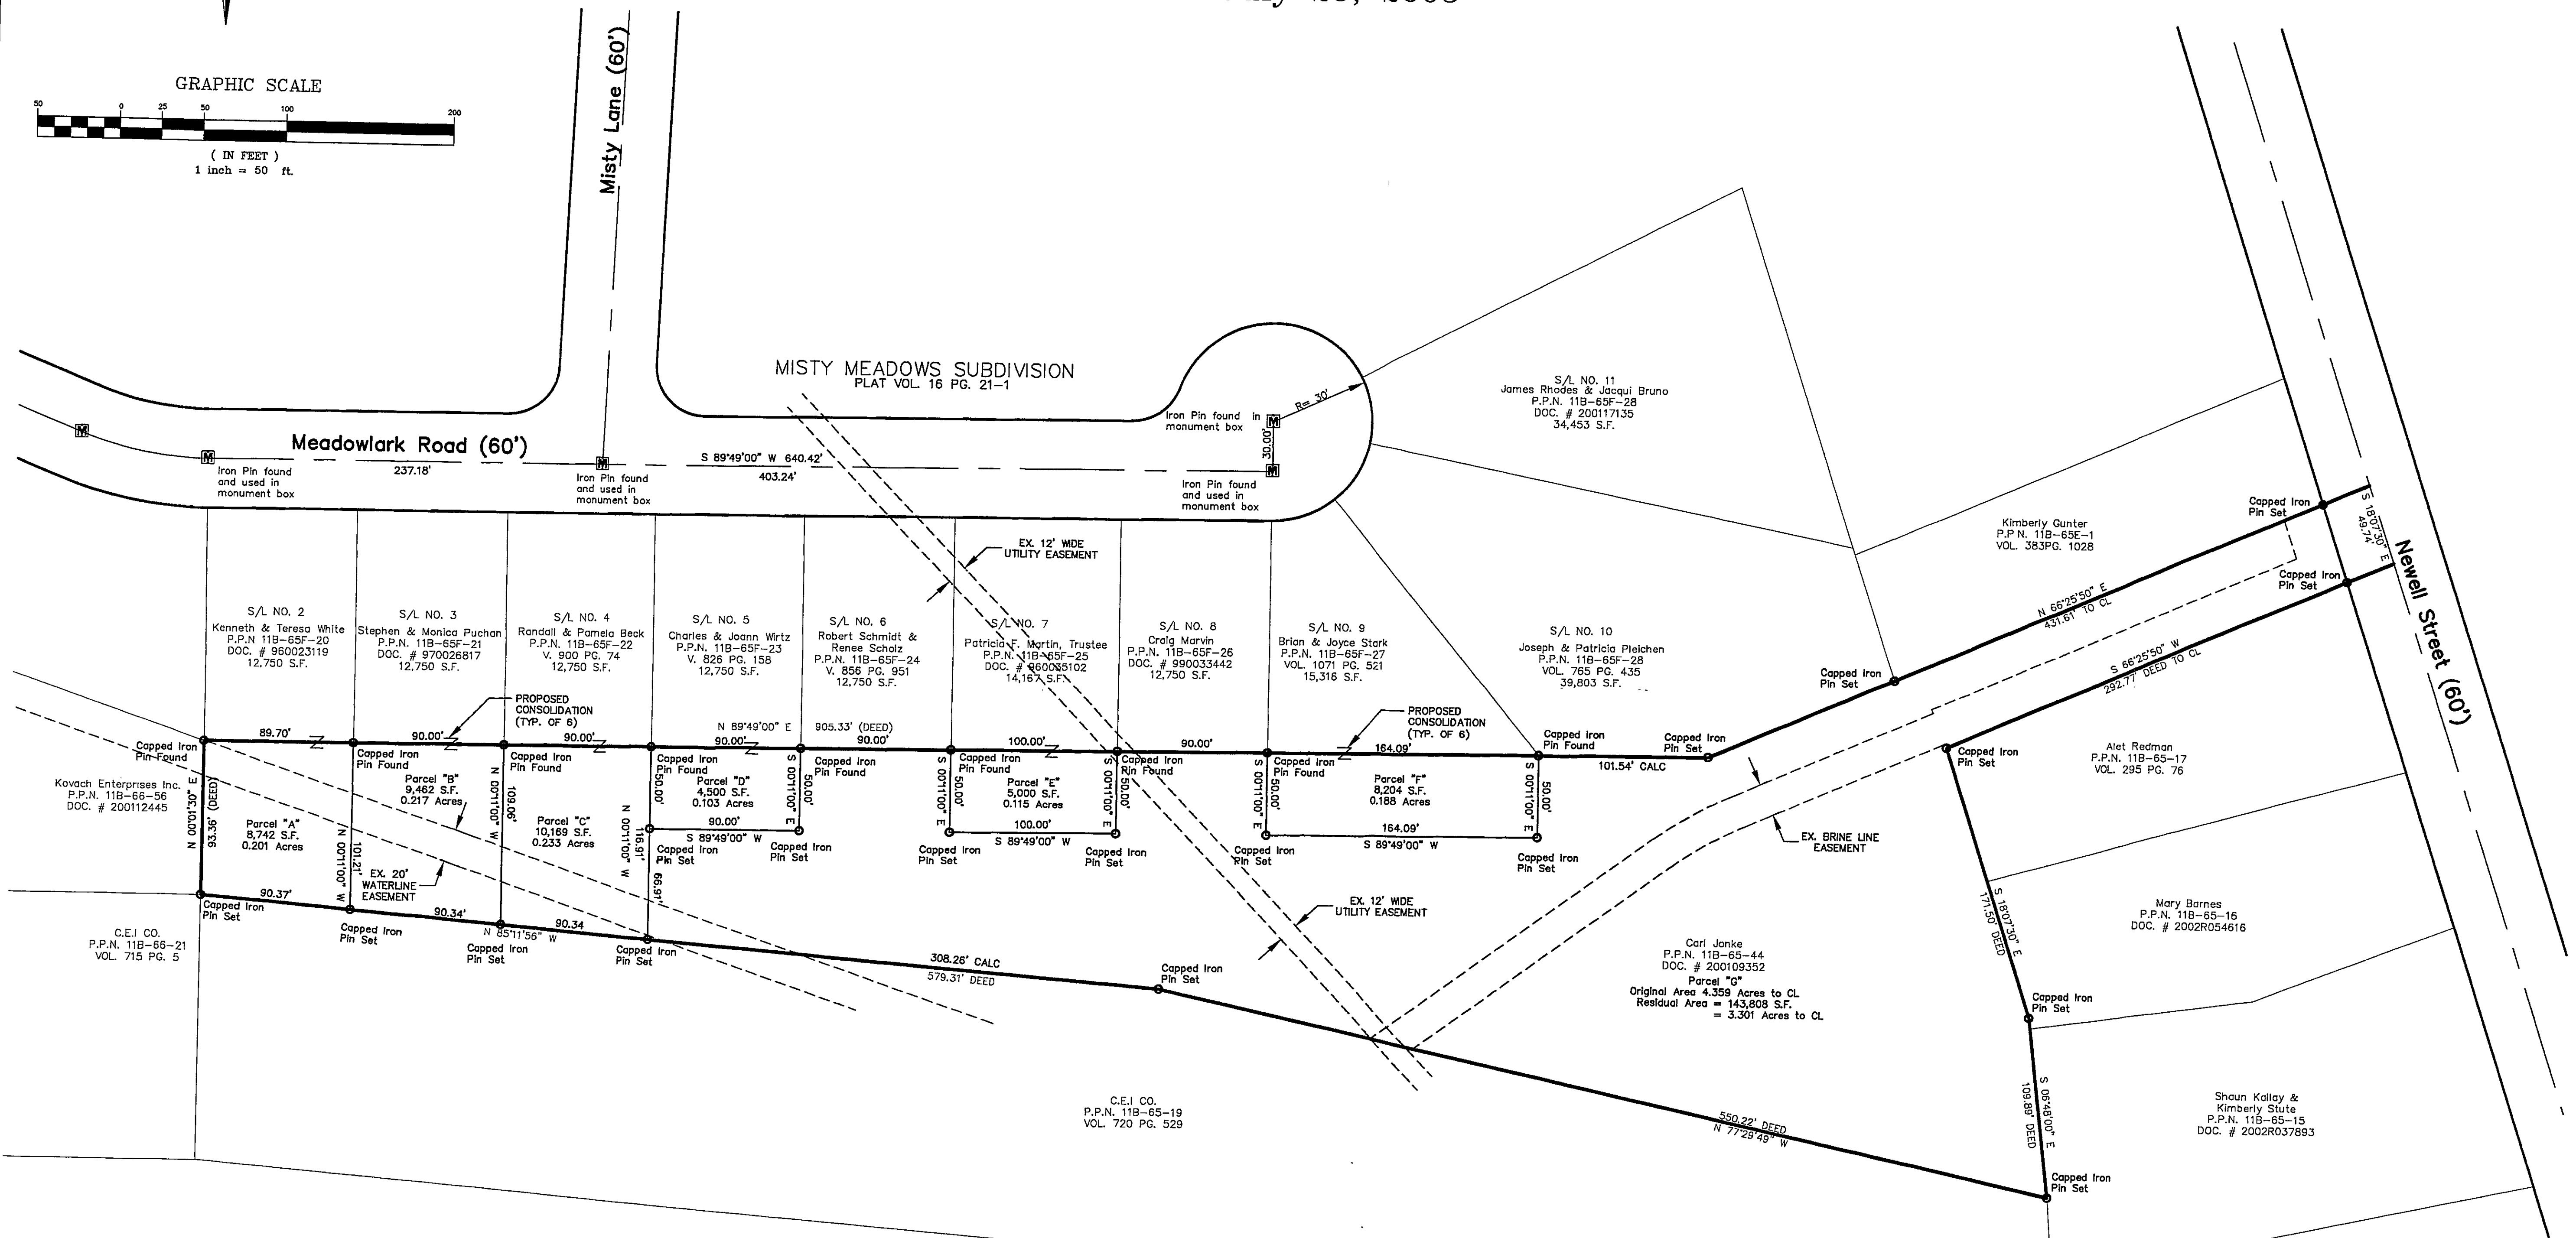 GRAPHIC SCALE
50 0 25 50 100 200
( IN FEET )
1 inch = 50 ft.
Misty Lane (60')
MISTY MEADOWS SUBDIVISION
PLAT VOL. 16 PG. 21-1
Meadowlark Road (60')
237.18'
S 89°49'00" W 640.42'
403.24'
Iron Pin found
and used in
monument box
Iron Pin found
and used in
monument box
Iron Pin found in
monument box
R= 30'
30.00'
Iron Pin found
and used in
monument box
S/L NO. 11
James Rhodes & Jacqui Bruno
P.P.N. 11B-65F-28
DOC. # 200117135
34,453 S.F.
Kimberly Gunter
P.P N. 11B-65E-1
VOL. 383PG. 1028
Capped Iron
Pin Set
S 18°07'30" E
49.74'
Capped Iron
Pin Set
Newell Street (60')
N 66°25'50" E
431.61' TO CL
S 66°25'50" W
292.77' DEED TO CL
EX. 12' WIDE
UTILITY EASEMENT
S/L NO. 2
Kenneth & Teresa White
P.P.N 11B-65F-20
DOC. # 960023119
12,750 S.F.
S/L NO. 3
Stephen & Monica Puchan
P.P.N. 11B-65F-21
DOC. # 970026817
12,750 S.F.
S/L NO. 4
Randall & Pamela Beck
P.P.N. 11B-65F-22
V. 900 PG. 74
12,750 S.F.
S/L NO. 5
Charles & Joann Wirtz
P.P.N. 11B-65F-23
V. 826 PG. 158
12,750 S.F.
S/L NO. 6
Robert Schmidt &
Renee Scholz
P.P.N. 11B-65F-24
V. 856 PG. 951
12,750 S.F.
S/L NO. 7
Patricia F. Martin, Trustee
P.P.N. 11B-65F-25
DOC. # 960035102
14,167 S.F.
S/L NO. 8
Craig Marvin
P.P.N. 11B-65F-26
DOC. # 990033442
12,750 S.F.
S/L NO. 9
Brian & Joyce Stark
P.P.N. 11B-65F-27
VOL. 1071 PG. 521
15,316 S.F.
S/L NO. 10
Joseph & Patricia Pleichen
P.P.N. 11B-65F-28
VOL. 765 PG. 435
39,803 S.F.
Capped Iron
Pin Set
PROPOSED
CONSOLIDATION
(TYP. OF 6)
N 89°49'00" E 905.33' (DEED)
PROPOSED
CONSOLIDATION
(TYP. OF 6)
89.70'
90.00'
90.00'
90.00'
90.00'
100.00'
90.00'
164.09'
101.54' CALC
Capped Iron
Pin Found
Capped Iron
Pin Found
Capped Iron
Pin Found
Capped Iron
Pin Found
Capped Iron
Pin Found
Capped Iron
Pin Found
Capped Iron
Pin Found
Capped Iron
Pin Found
Capped Iron
Pin Found
Capped Iron
Pin Set
Capped Iron
Pin Set
Alet Redman
P.P.N. 11B-65-17
VOL. 295 PG. 76
Kovach Enterprises Inc.
P.P.N. 11B-66-56
DOC. # 200112445
N 00°10'30" E
93.36' (DEED)
Parcel "A"
8,742 S.F.
0.201 Acres
N 00°11'00" W
101.21'
Parcel "B"
9,462 S.F.
0.217 Acres
N 00°11'00" W
109.06'
Parcel "C"
10,169 S.F.
0.233 Acres
N 00°11'00" W
116.91'
50.00'
66.91'
Parcel "D"
4,500 S.F.
0.103 Acres
S 00°11'00" E
50.00'
90.00'
S 89°49'00" W
S 00°11'00" E
50.00'
Parcel "E"
5,000 S.F.
0.115 Acres
S 00°11'00" E
50.00'
100.00'
S 89°49'00" W
S 00°11'00" E
50.00'
Parcel "F"
8,204 S.F.
0.188 Acres
S 00°11'00" E
50.00'
164.09'
S 89°49'00" W
Capped Iron
Pin Set
Capped Iron
Pin Set
Capped Iron
Pin Set
Capped Iron
Pin Set
Capped Iron
Pin Set
Capped Iron
Pin Set
EX. 20'
WATERLINE
EASEMENT
EX. BRINE LINE
EASEMENT
90.37'
90.34'
90.34
N 85°11'56" W
Capped Iron
Pin Set
Capped Iron
Pin Set
Capped Iron
Pin Set
Capped Iron
Pin Set
C.E.I CO.
P.P.N. 11B-66-21
VOL. 715 PG. 5
308.26' CALC
579.31' DEED
Capped Iron
Pin Set
EX. 12' WIDE
UTILITY EASEMENT
Carl Jonke
P.P.N. 11B-65-44
DOC. # 200109352
Parcel "G"
Original Area 4.359 Acres to CL
Residual Area = 143,808 S.F.
= 3.301 Acres to CL
S 18°07'30" E
171.50' DEED
Mary Barnes
P.P.N. 11B-65-16
DOC. # 2002R054616
Capped Iron
Pin Set
S 06°48'00" E
109.89' DEED
Shaun Kallay &
Kimberly Stute
P.P.N. 11B-65-15
DOC. # 2002R037893
C.E.I CO.
P.P.N. 11B-65-19
VOL. 720 PG. 529
550.22' DEED
N 77°29'49" W
Capped Iron
Pin Set